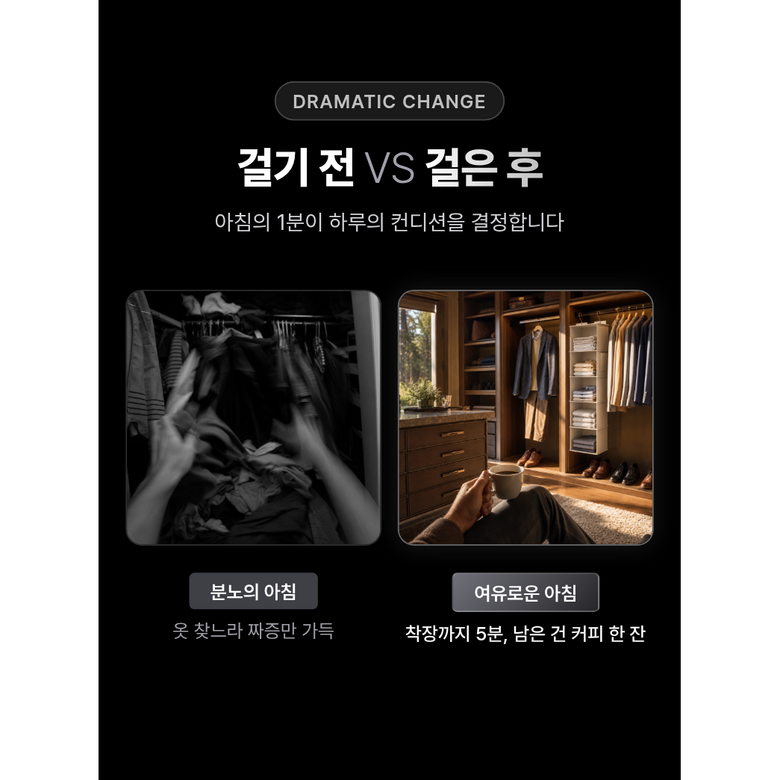 DRAMATIC CHANGE
걸기 전 VS 걸은 후
아침의 1분이 하루의 컨디션을 결정합니다
분노의 아침
옷 찾느라 짜증만 가득
여유로운 아침
착장까지 5분, 남은 건 커피 한 잔